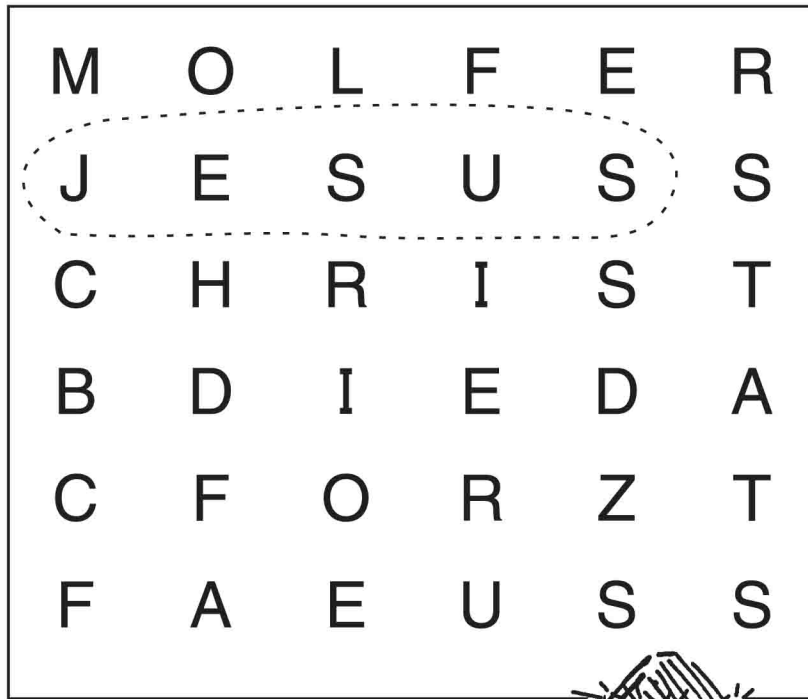 M O L F E R
J E S U S S
C H R I S T
B D I E D A
C F O R Z T
F A E U S S